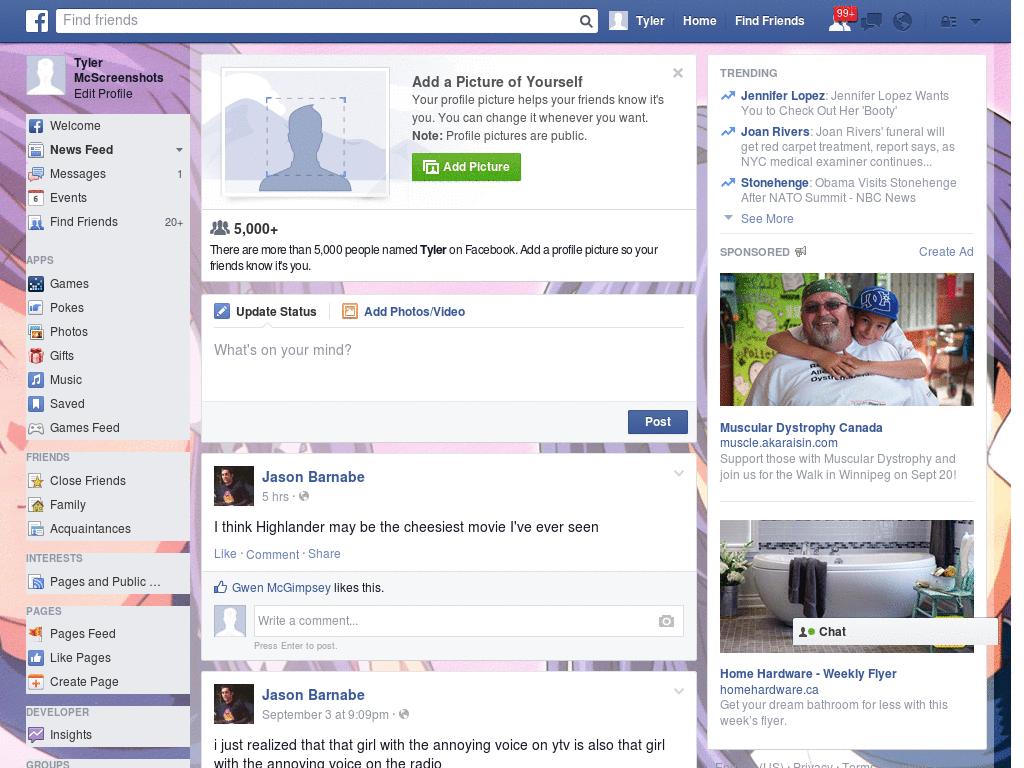 Find friends
Tyler
Home
Find Friends
99+
Tyler
McScreenshots
Edit Profile
Welcome
News Feed
Messages 1
Events
Find Friends 20+
APPS
Games
Pokes
Photos
Gifts
Music
Saved
Games Feed
FRIENDS
Close Friends
Family
Acquaintances
INTERESTS
Pages and Public ...
PAGES
Pages Feed
Like Pages
Create Page
DEVELOPER
Insights
GROUPS
Add a Picture of Yourself
Your profile picture helps your friends know it's
you. You can change it whenever you want.
Note: Profile pictures are public.
Add Picture
5,000+
There are more than 5,000 people named Tyler on Facebook. Add a profile picture so your
friends know it's you.
Update Status
Add Photos/Video
What's on your mind?
Post
Jason Barnabe
5 hrs ·
I think Highlander may be the cheesiest movie I've ever seen
Like · Comment · Share
Gwen McGimpsey likes this.
Write a comment...
Press Enter to post.
Jason Barnabe
September 3 at 9:09pm ·
i just realized that that girl with the annoying voice on ytv is also that girl
with the annoying voice on the radio
TRENDING
Jennifer Lopez: Jennifer Lopez Wants
You to Check Out Her 'Booty'
Joan Rivers: Joan Rivers' funeral will
get red carpet treatment, report says, as
NYC medical examiner continues...
Stonehenge: Obama Visits Stonehenge
After NATO Summit - NBC News
See More
SPONSORED
Create Ad
Muscular Dystrophy Canada
muscle.akaraisin.com
Support those with Muscular Dystrophy and
join us for the Walk in Winnipeg on Sept 20!
Chat
Home Hardware - Weekly Flyer
homehardware.ca
Get your dream bathroom for less with this
week's flyer.
(US) · Privacy · Terms